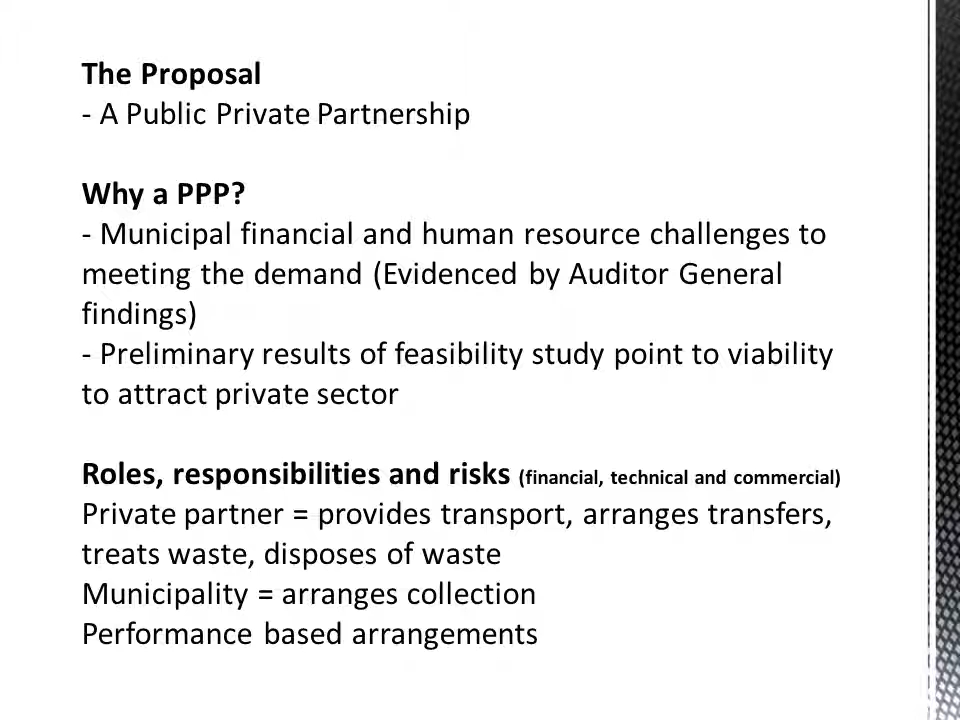 The Proposal
- A Public Private Partnership
Why a PPP?
- Municipal financial and human resource challenges to
meeting the demand (Evidenced by Auditor General
findings)
- Preliminary results of feasibility study point to viability
to attract private sector
Roles, responsibilities and risks (financial, technical and commercial)
Private partner = provides transport, arranges transfers,
treats waste, disposes of waste
Municipality = arranges collection
Performance based arrangements